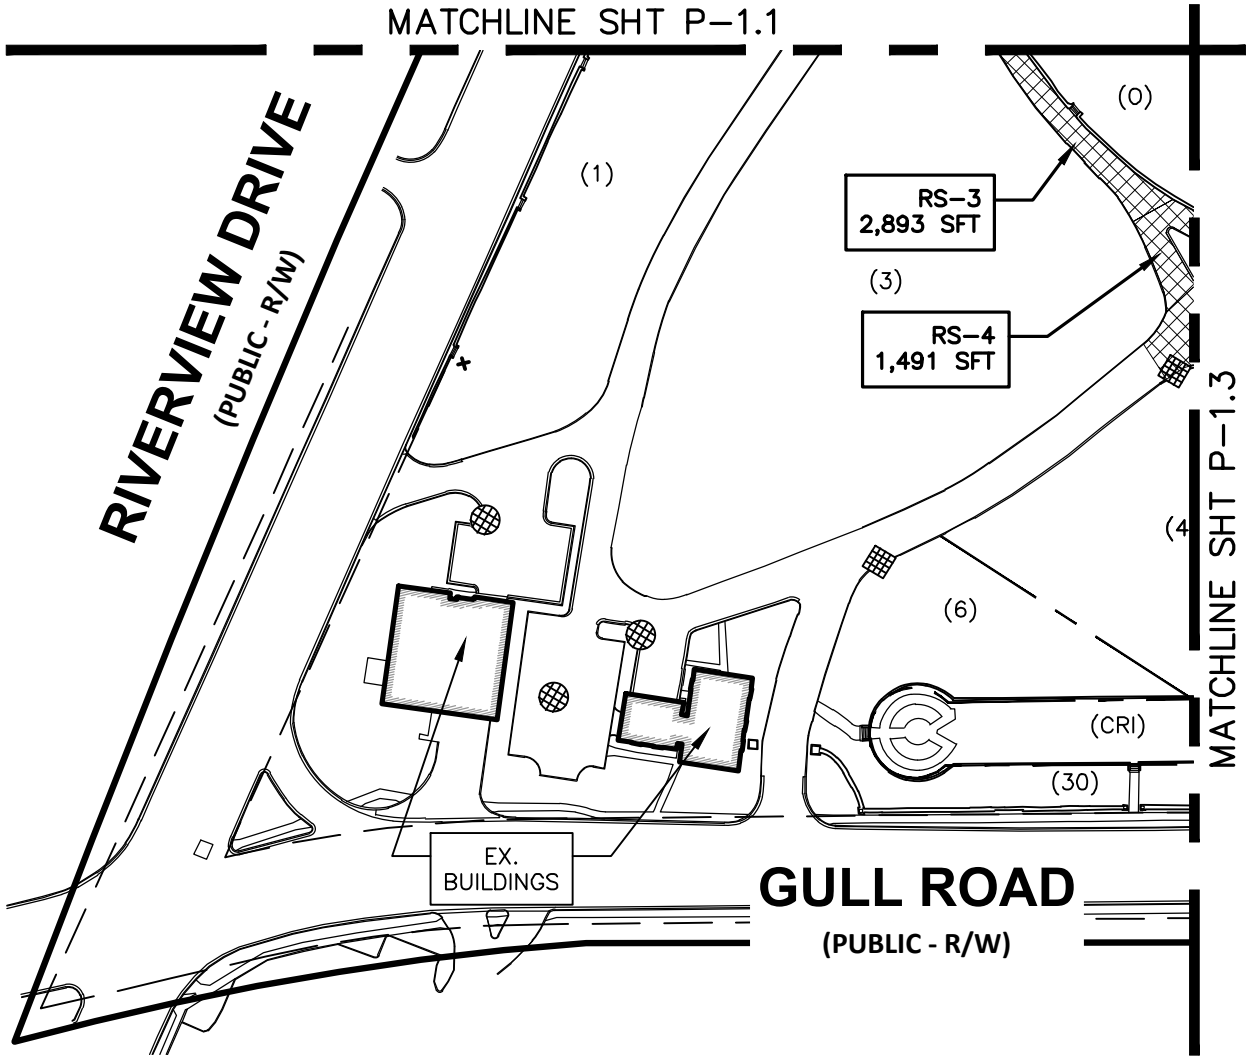 MATCHLINE SHT P-1.1
(0)
(1)
RS-3
2,893 SFT
RIVERVIEW DRIVE
(PUBLIC - R/W)
(3)
RS-4
1,491 SFT
MATCHLINE SHT P-1.3
(4
(6)
(CRI)
(30)
EX.
BUILDINGS
GULL ROAD
(PUBLIC - R/W)